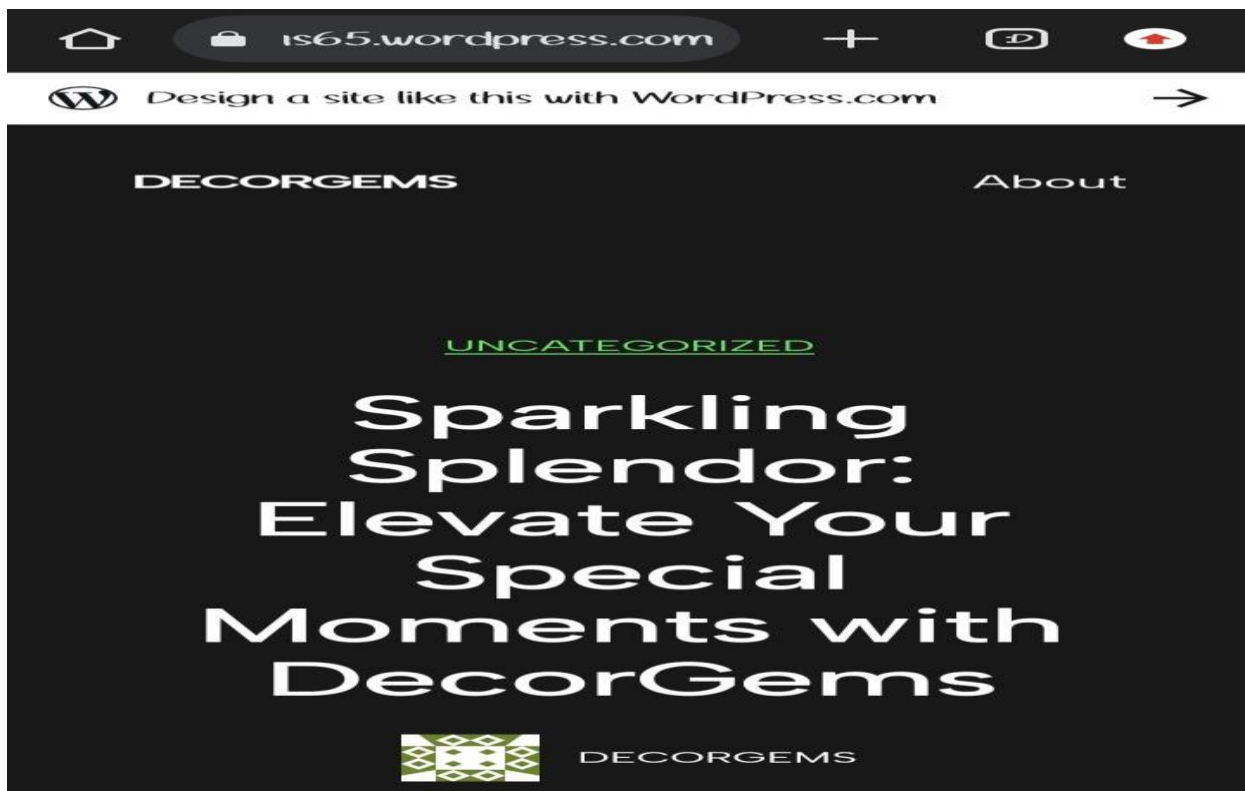 ıs65.wordpress.com
:D
Design a site like this with WordPress.com
DECORGEMS
About
UNCATEGORIZED
Sparkling
Splendor:
Elevate Your
Special
Moments with
DecorGems
DECORGEMS